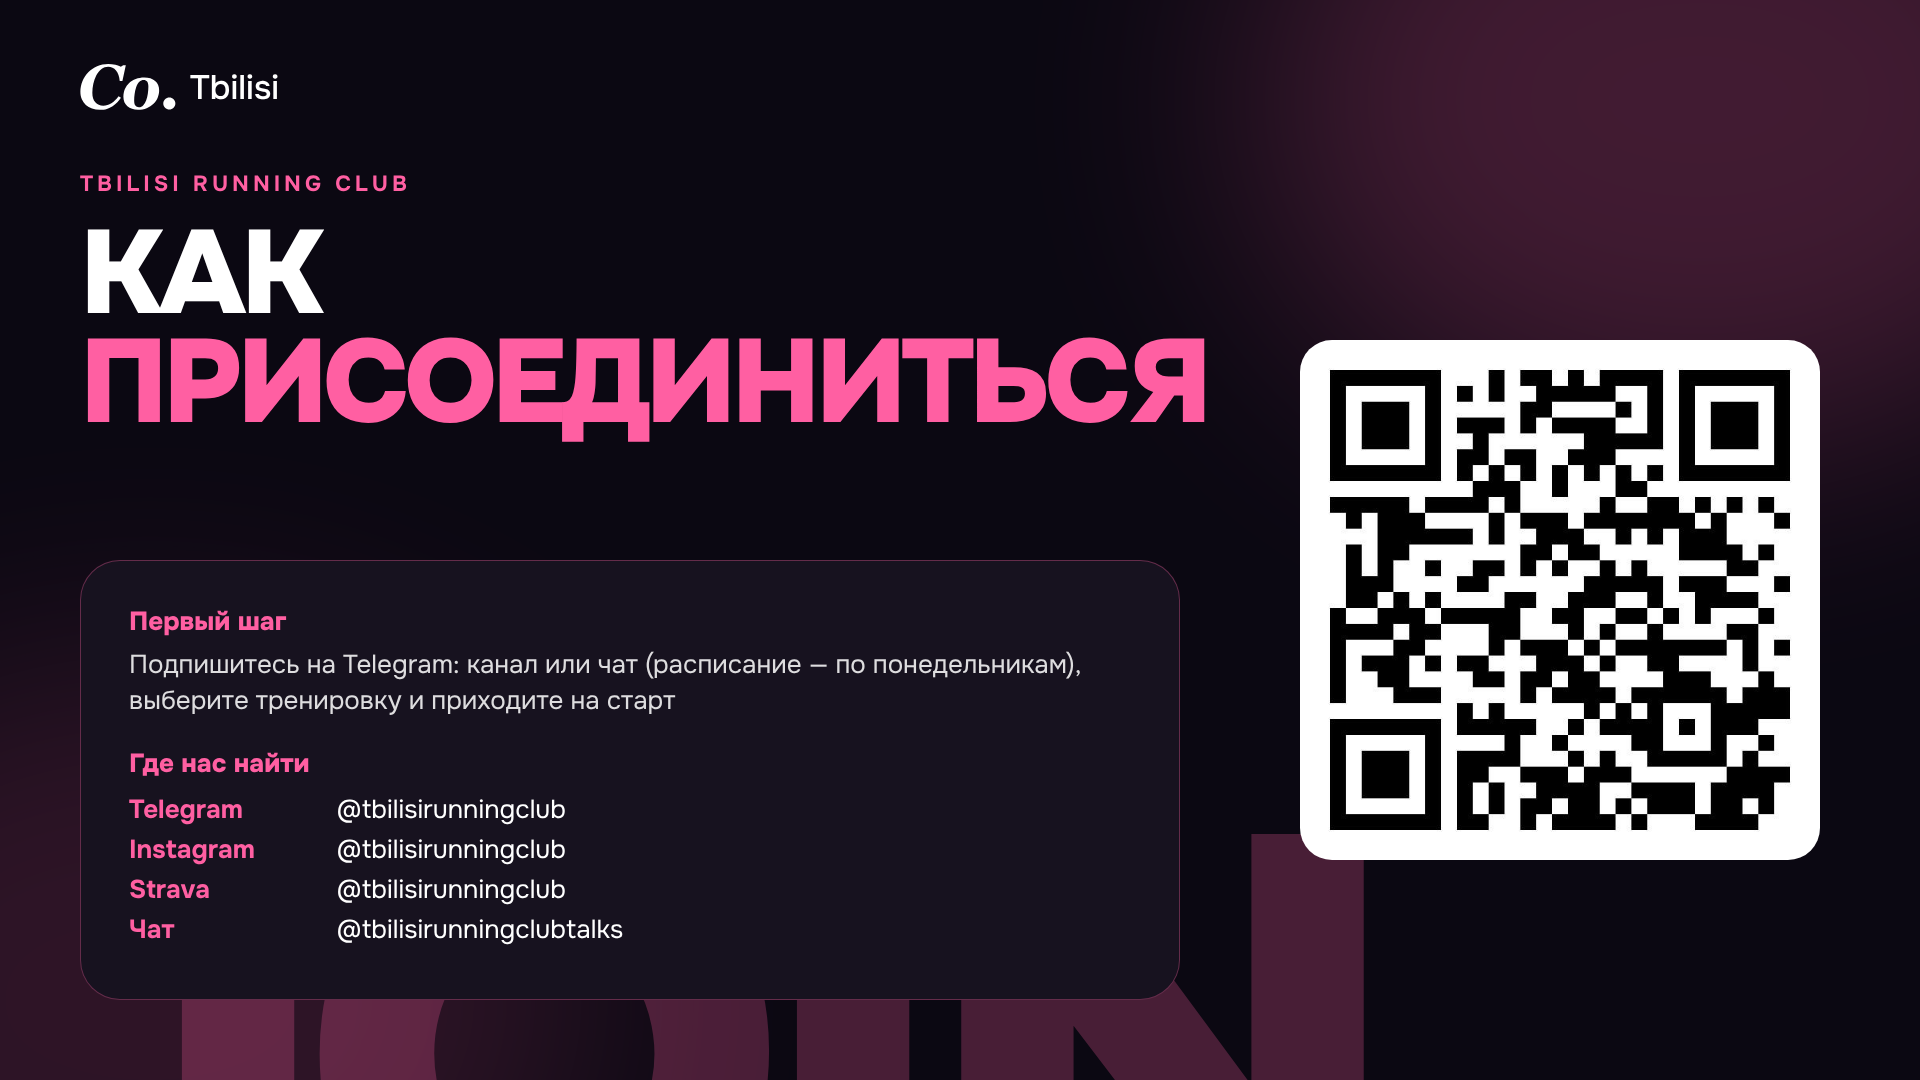 Co. Tbilisi
TBILISI RUNNING CLUB
КАК
ПРИСОЕДИНИТЬСЯ
Первый шаг
Подпишитесь на Telegram: канал или чат (расписание — по понедельникам),
выберите тренировку и приходите на старт
Где нас найти
Telegram @tbilisirunningclub
Instagram @tbilisirunningclub
Strava @tbilisirunningclub
Чат @tbilisirunningclubtalks
JOIN